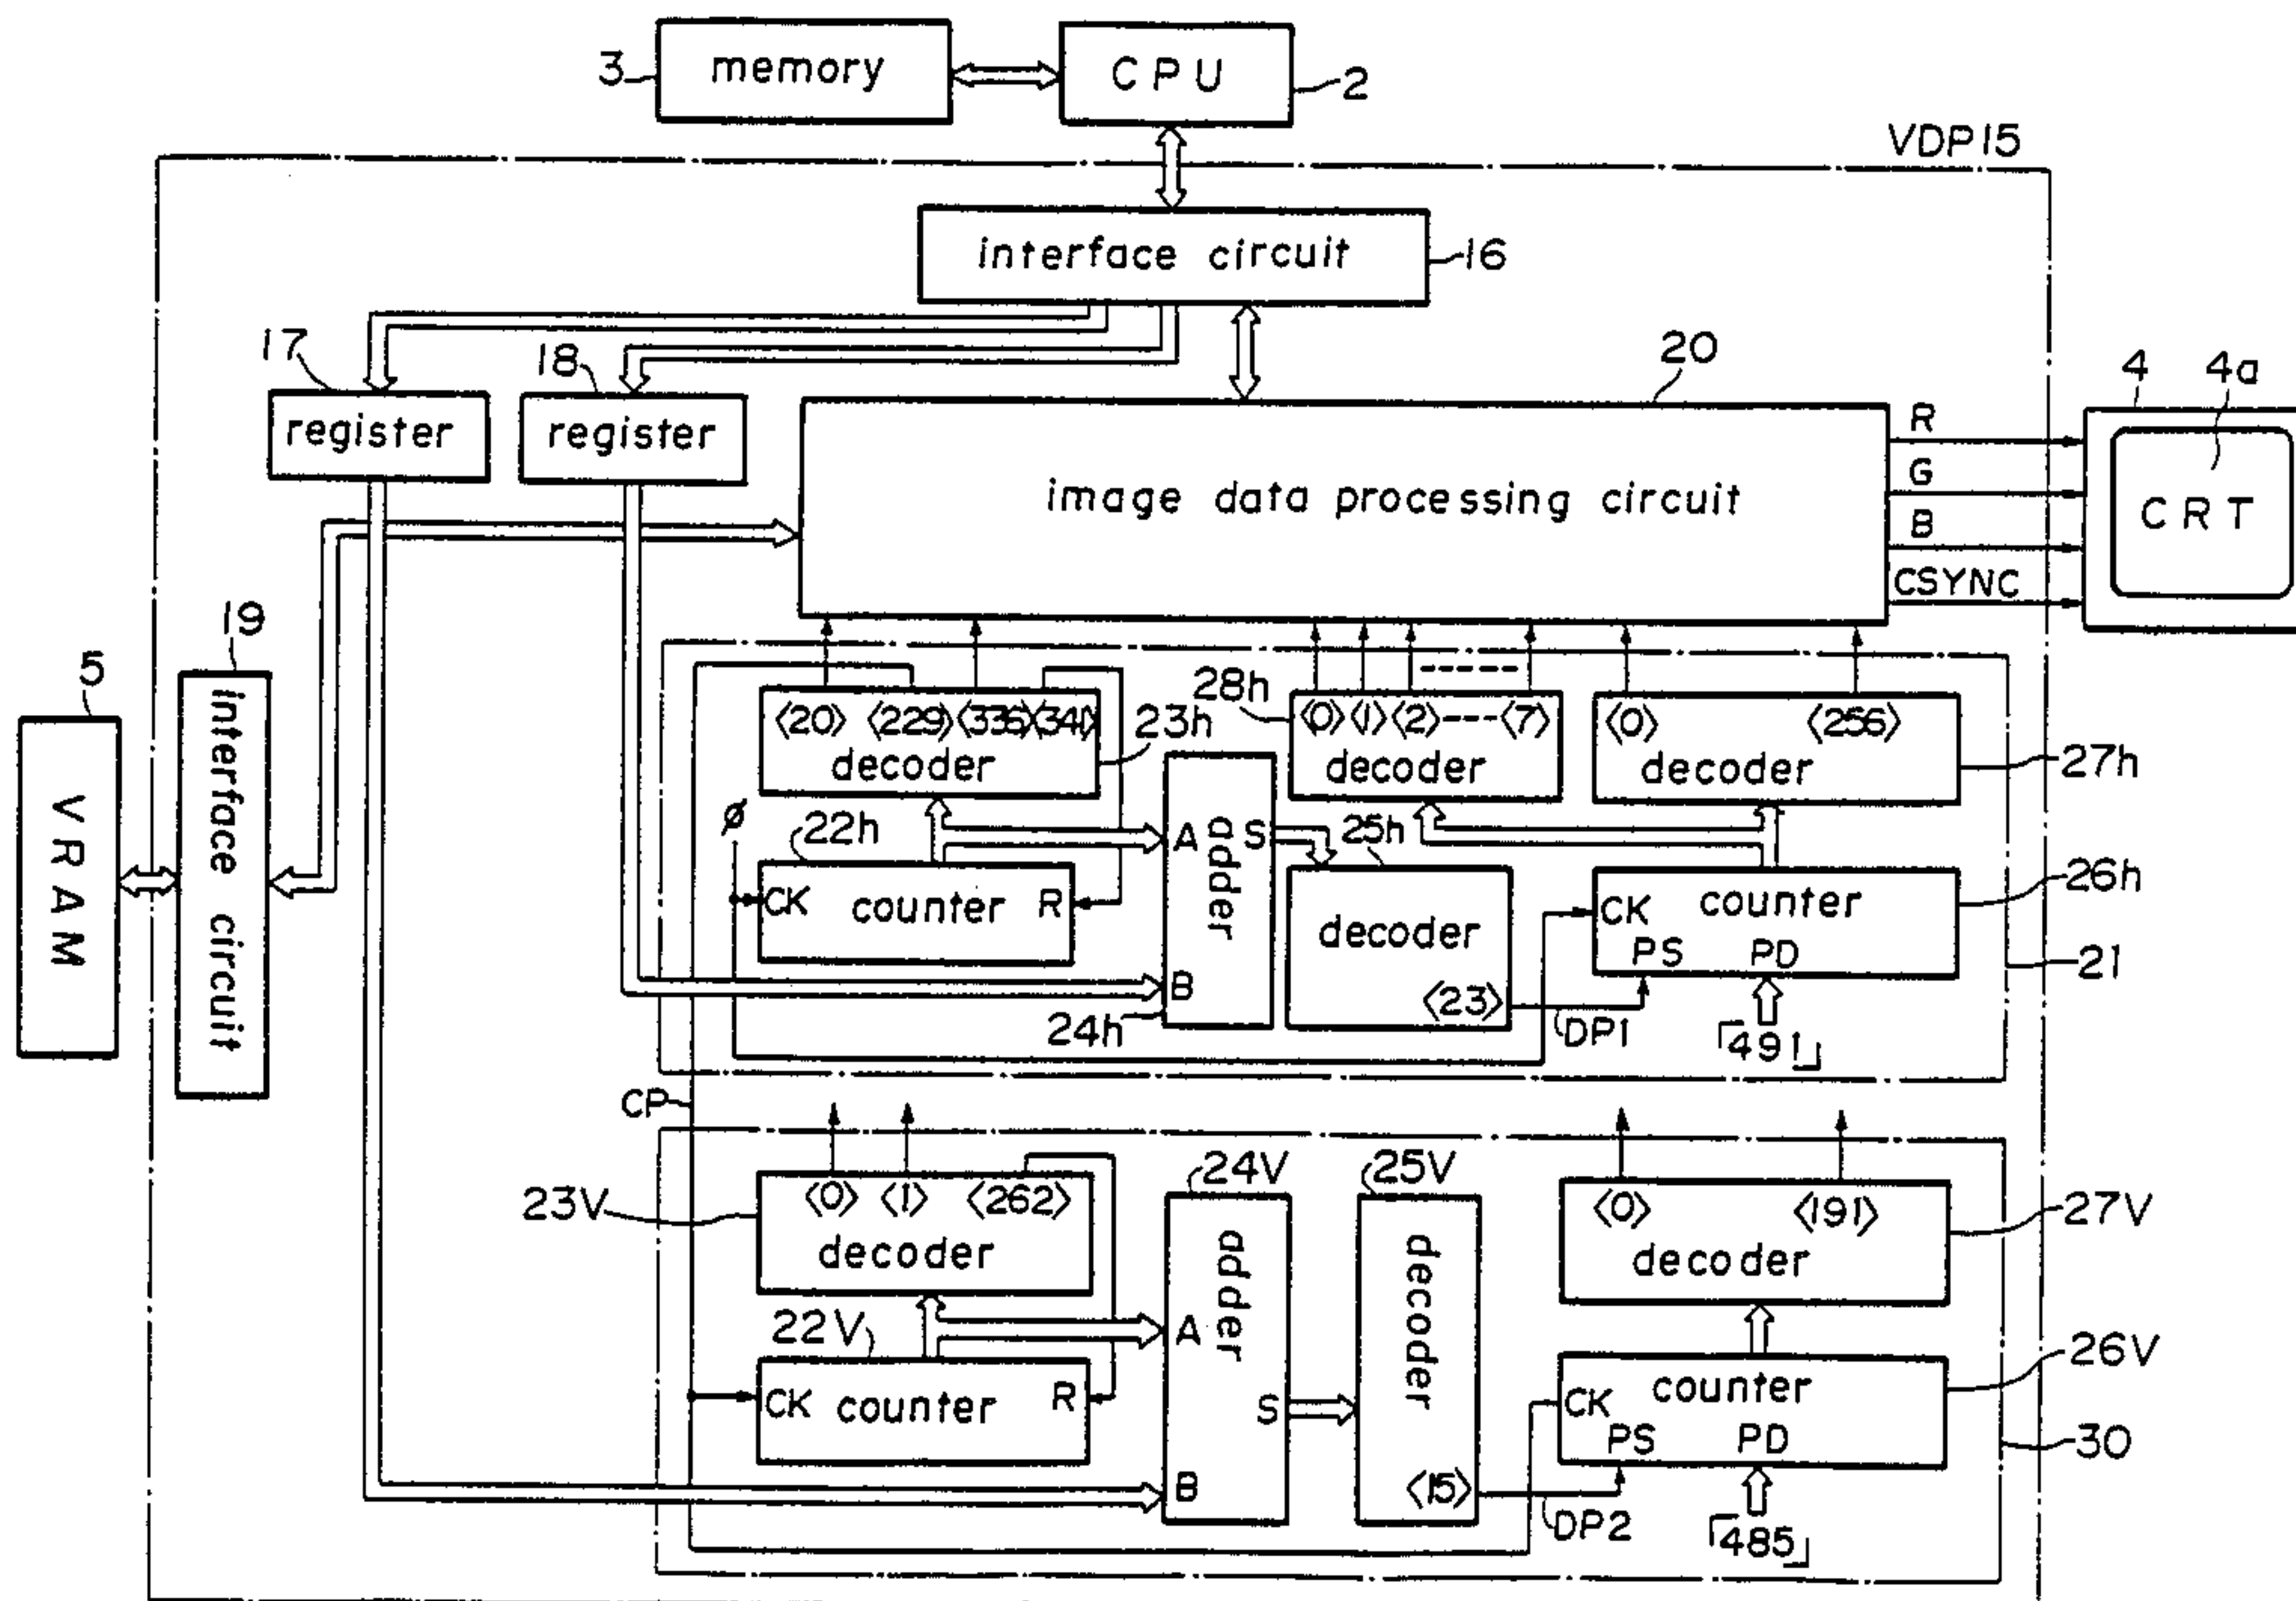 memory
3
CPU
2
VDP15
interface circuit
16
17
18
20
4
4a
register
register
image data processing circuit
R
G
B
CSYNC
CRT
19
Interface circuit
5
VRAM
⟨20⟩ ⟨229⟩ ⟨336⟩ ⟨341⟩
decoder
23h
28h
⟨0⟩ ⟨1⟩ ⟨2⟩ --- ⟨7⟩
decoder
⟨0⟩ ⟨256⟩
decoder
27h
ø
22h
CK counter R
A
B
S
adder
24h
25h
decoder
⟨23⟩
DP1
counter
CK
PS PD
26h
「491」
21
CP
23V
⟨0⟩ ⟨1⟩ ⟨262⟩
decoder
22V
CK counter R
24V
A
B
S
adder
25V
decoder
⟨15⟩
DP2
⟨0⟩ ⟨191⟩
decoder
27V
counter
CK
PS PD
26V
「485」
30